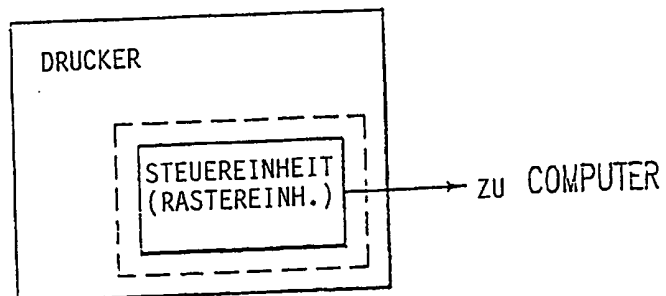 DRUCKER
STEUEREINHEIT
(RASTEREINH.)
ZU COMPUTER